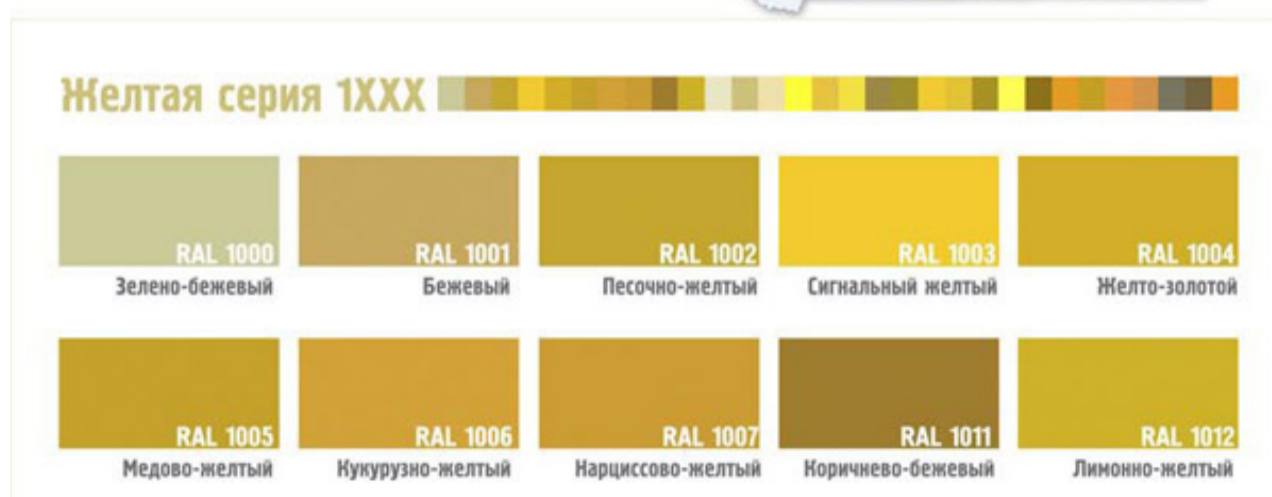 Желтая серия 1XXX
RAL 1000 RAL 1001 RAL 1002 RAL 1003 RAL 1004
Зелено-бежевый Бежевый Песочно-желтый Сигнальный желтый Желто-золотой
RAL 1005 RAL 1006 RAL 1007 RAL 1011 RAL 1012
Медово-желтый Кукурузно-желтый Нарциссово-желтый Коричнево-бежевый Лимонно-желтый